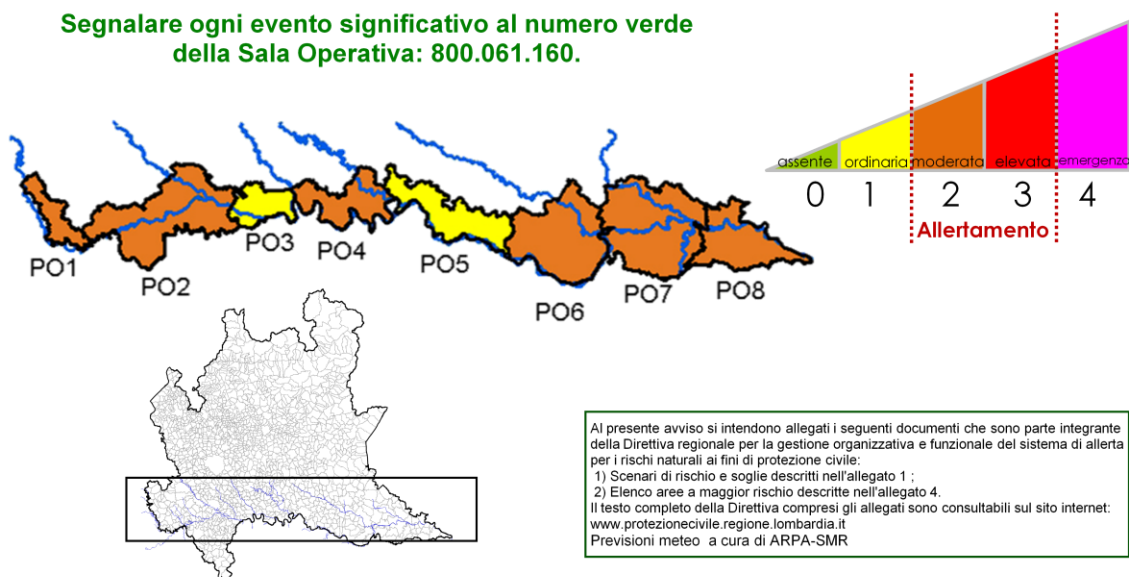 Segnalare ogni evento significativo al numero verde
della Sala Operativa: 800.061.160.
assente ordinaria moderata elevata emergenza
0 1 2 3 4
Allertamento
PO1
PO2
PO3
PO4
PO5
PO6
PO7
PO8
Al presente avviso si intendono allegati i seguenti documenti che sono parte integrante
della Direttiva regionale per la gestione organizzativa e funzionale del sistema di allerta
per i rischi naturali ai fini di protezione civile:
1) Scenari di rischio e soglie descritti nell'allegato 1 ;
2) Elenco aree a maggior rischio descritte nell'allegato 4.
Il testo completo della Direttiva compresi gli allegati sono consultabili sul sito internet:
www.protezionecivile.regione.lombardia.it
Previsioni meteo a cura di ARPA-SMR